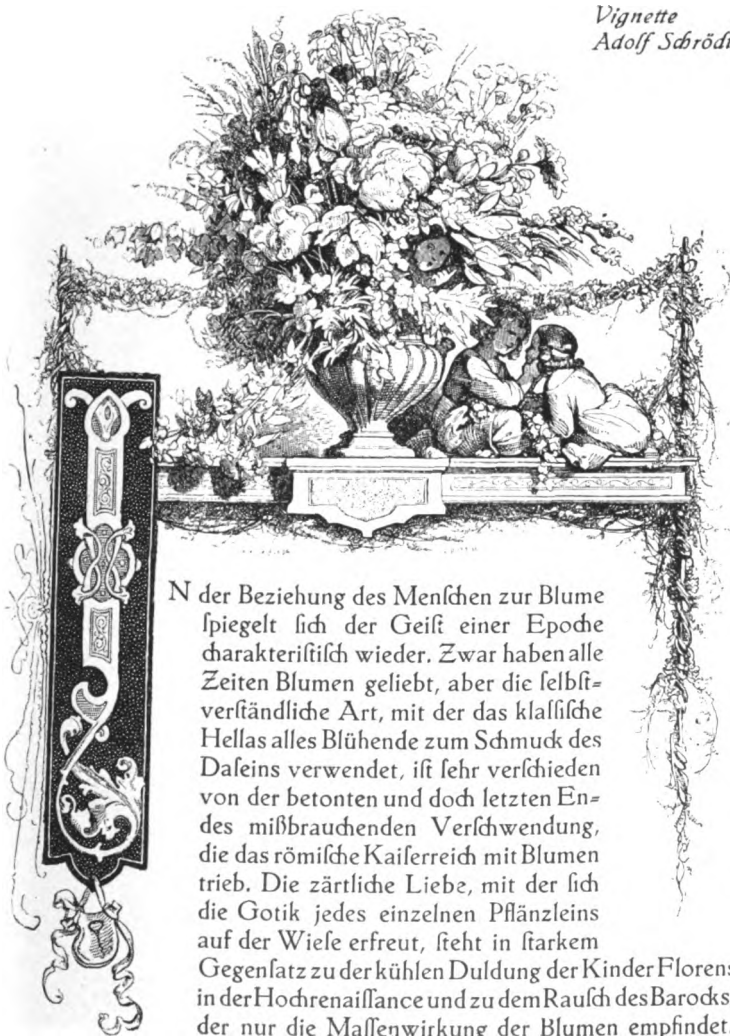 Vignette
Adolf Schrödt
N der Beziehung des Menſchen zur Blume
ſpiegelt ſich der Geiſt einer Epoche
charakteriſtiſch wieder. Zwar haben alle
Zeiten Blumen geliebt, aber die ſelbſt=
verſtändliche Art, mit der das klaſſiſche
Hellas alles Blühende zum Schmuck des
Daſeins verwendet, iſt ſehr verſchieden
von der betonten und doch letzten En=
des mißbrauchenden Verſchwendung,
die das römiſche Kaiſerreich mit Blumen
trieb. Die zärtliche Liebe, mit der ſich
die Gotik jedes einzelnen Pflänzleins
auf der Wieſe erfreut, ſteht in ſtarkem
Gegenſatz zu der kühlen Duldung der Kinder Florens
in der Hochrenaiſſance und zu dem Rauſch des Barocks
der nur die Maſſenwirkung der Blumen empfindet